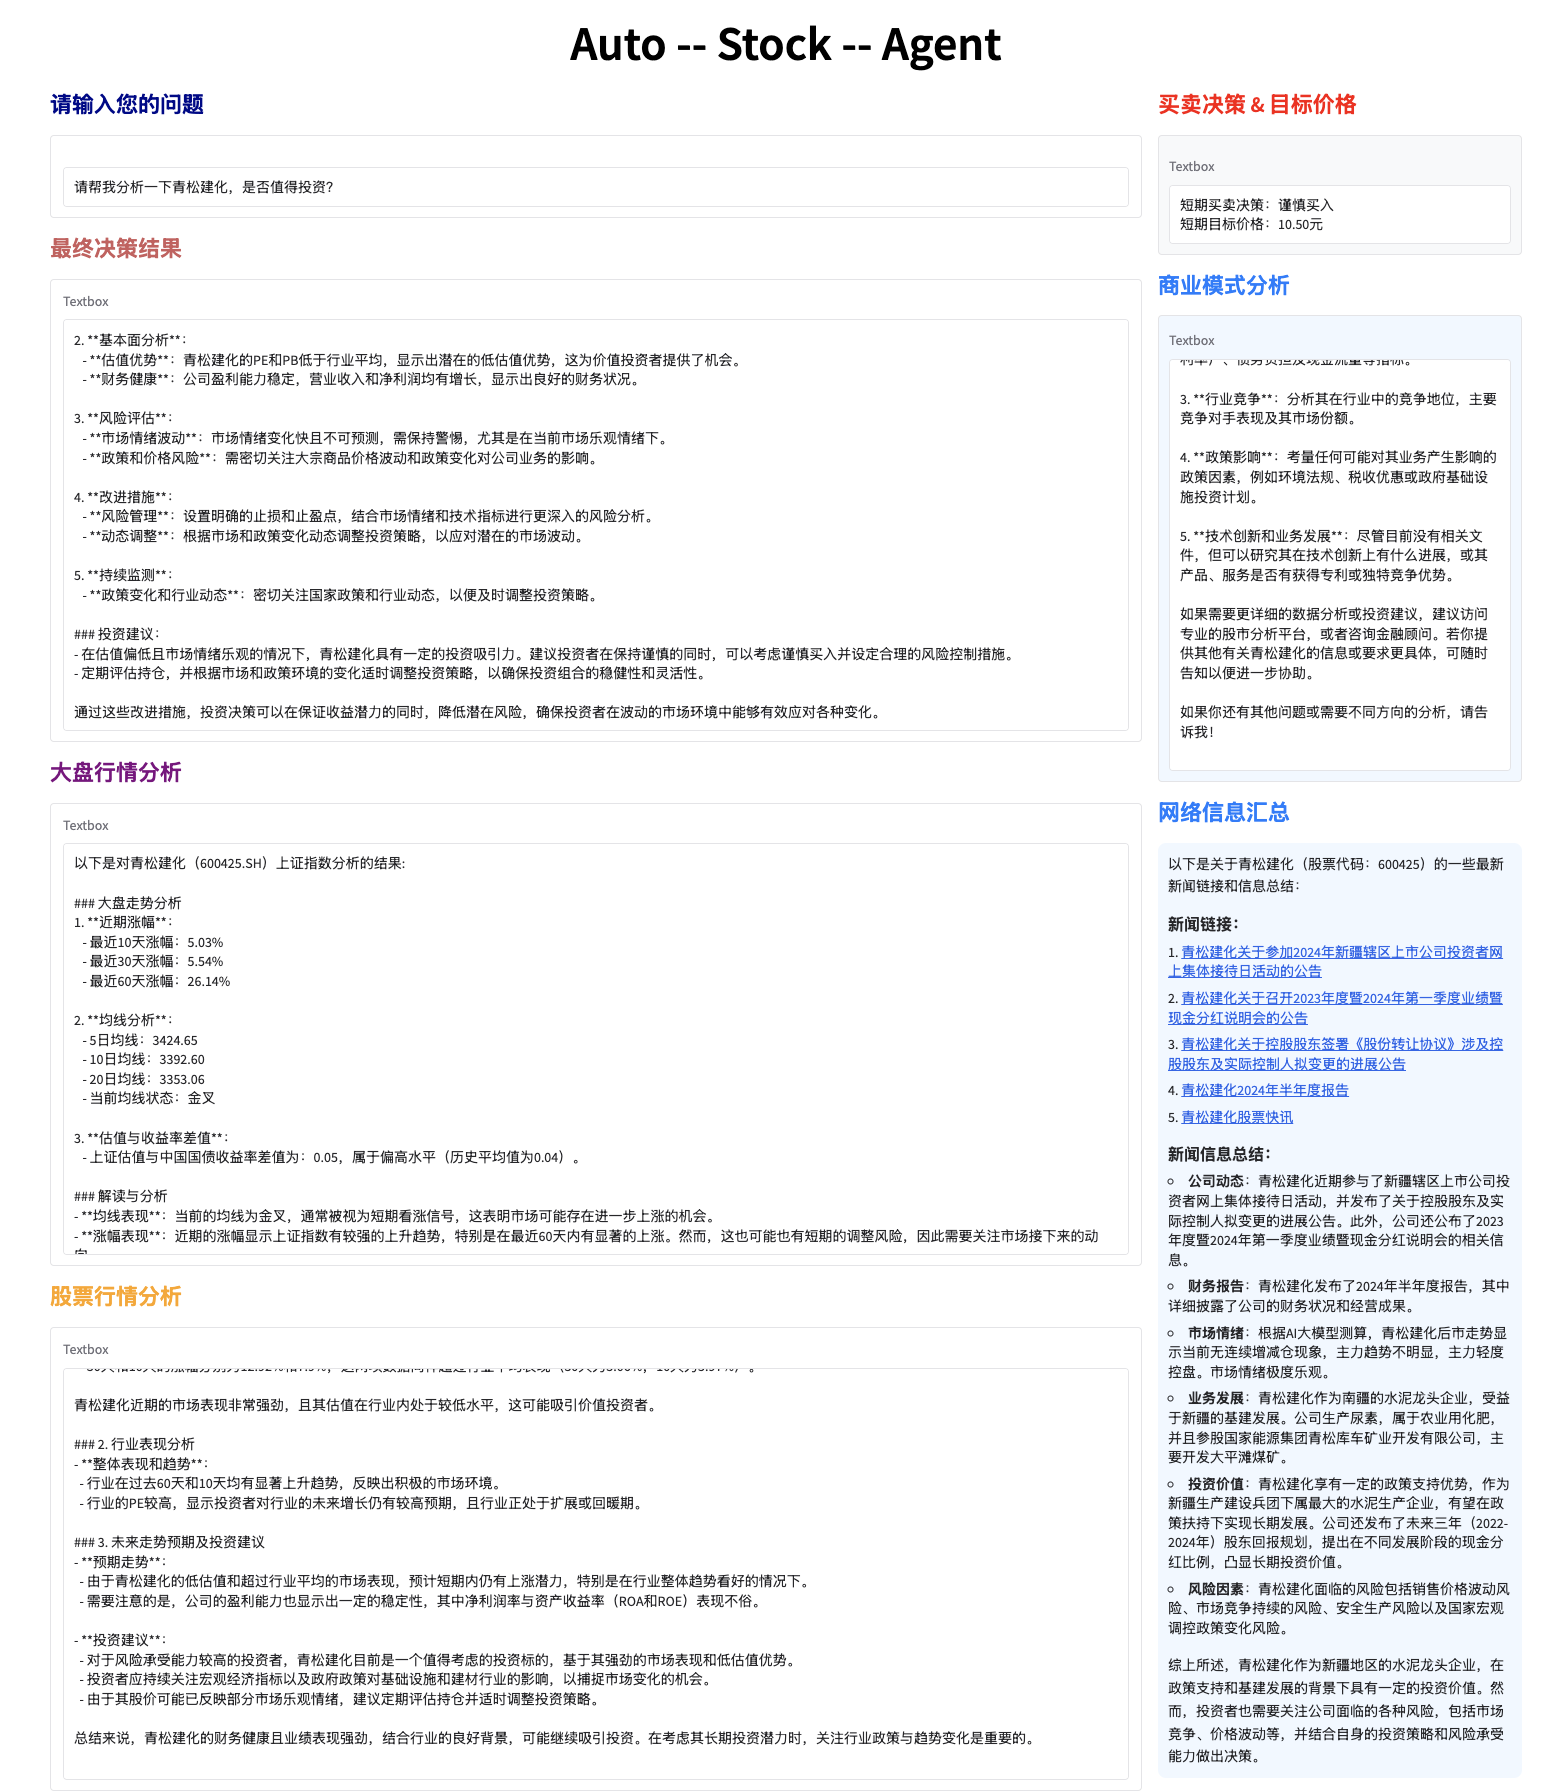 Auto -- Stock -- Agent
请输入您的问题
请帮我分析一下青松建化，是否值得投资?
最终决策结果
Textbox
2. **基本面分析**：
- **估值优势**：青松建化的PE和PB低于行业平均，显示出潜在的低估值优势，这为价值投资者提供了机会。
- **财务健康**：公司盈利能力稳定，营业收入和净利润均有增长，显示出良好的财务状况。
3. **风险评估**：
- **市场情绪波动**：市场情绪变化快且不可预测，需保持警惕，尤其是在当前市场乐观情绪下。
- **政策和价格风险**：需密切关注大宗商品价格波动和政策变化对公司业务的影响。
4. **改进措施**：
- **风险管理**：设置明确的止损和止盈点，结合市场情绪和技术指标进行更深入的风险分析。
- **动态调整**：根据市场和政策变化动态调整投资策略，以应对潜在的市场波动。
5. **持续监测**：
- **政策变化和行业动态**：密切关注国家政策和行业动态，以便及时调整投资策略。
### 投资建议：
- 在估值偏低且市场情绪乐观的情况下，青松建化具有一定的投资吸引力。建议投资者在保持谨慎的同时，可以考虑谨慎买入并设定合理的风险控制措施。
- 定期评估持仓，并根据市场和政策环境的变化适时调整投资策略，以确保投资组合的稳健性和灵活性。
通过这些改进措施，投资决策可以在保证收益潜力的同时，降低潜在风险，确保投资者在波动的市场环境中能够有效应对各种变化。
大盘行情分析
Textbox
以下是对青松建化（600425.SH）上证指数分析的结果:
### 大盘走势分析
1. **近期涨幅**：
- 最近10天涨幅：5.03%
- 最近30天涨幅：5.54%
- 最近60天涨幅：26.14%
2. **均线分析**：
- 5日均线：3424.65
- 10日均线：3392.60
- 20日均线：3353.06
- 当前均线状态：金叉
3. **估值与收益率差值**：
- 上证估值与中国国债收益率差值为：0.05，属于偏高水平（历史平均值为0.04）。
### 解读与分析
- **均线表现**：当前的均线为金叉，通常被视为短期看涨信号，这表明市场可能存在进一步上涨的机会。
- **涨幅表现**：近期的涨幅显示上证指数有较强的上升趋势，特别是在最近60天内有显著的上涨。然而，这也可能也有短期的调整风险，因此需要关注市场接下来的动
股票行情分析
Textbox
青松建化近期的市场表现非常强劲，且其估值在行业内处于较低水平，这可能吸引价值投资者。
### 2. 行业表现分析
- **整体表现和趋势**：
- 行业在过去60天和10天均有显著上升趋势，反映出积极的市场环境。
- 行业的PE较高，显示投资者对行业的未来增长仍有较高预期，且行业正处于扩展或回暖期。
### 3. 未来走势预期及投资建议
- **预期走势**：
- 由于青松建化的低估值和超过行业平均的市场表现，预计短期内仍有上涨潜力，特别是在行业整体趋势看好的情况下。
- 需要注意的是，公司的盈利能力也显示出一定的稳定性，其中净利润率与资产收益率（ROA和ROE）表现不俗。
- **投资建议**：
- 对于风险承受能力较高的投资者，青松建化目前是一个值得考虑的投资标的，基于其强劲的市场表现和低估值优势。
- 投资者应持续关注宏观经济指标以及政府政策对基础设施和建材行业的影响，以捕捉市场变化的机会。
- 由于其股价可能已反映部分市场乐观情绪，建议定期评估持仓并适时调整投资策略。
总结来说，青松建化的财务健康且业绩表现强劲，结合行业的良好背景，可能继续吸引投资。在考虑其长期投资潜力时，关注行业政策与趋势变化是重要的。
买卖决策 & 目标价格
Textbox
短期买卖决策：谨慎买入
短期目标价格：10.50元
商业模式分析
Textbox
利率）、债务负担及现金流量等指标。
3. **行业竞争**：分析其在行业中的竞争地位，主要
竞争对手表现及其市场份额。
4. **政策影响**：考量任何可能对其业务产生影响的
政策因素，例如环境法规、税收优惠或政府基础设
施投资计划。
5. **技术创新和业务发展**：尽管目前没有相关文
件，但可以研究其在技术创新上有什么进展，或其
产品、服务是否有获得专利或独特竞争优势。
如果需要更详细的数据分析或投资建议，建议访问
专业的股市分析平台，或者咨询金融顾问。若你提
供其他有关青松建化的信息或要求更具体，可随时
告知以便进一步协助。
如果你还有其他问题或需要不同方向的分析，请告
诉我！
网络信息汇总
以下是关于青松建化（股票代码：600425）的一些最新
新闻链接和信息总结：
新闻链接：
1. 青松建化关于参加2024年新疆辖区上市公司投资者网
上集体接待日活动的公告
2. 青松建化关于召开2023年度暨2024年第一季度业绩暨
现金分红说明会的公告
3. 青松建化关于控股股东签署《股份转让协议》涉及控
股股东及实际控制人拟变更的进展公告
4. 青松建化2024年半年度报告
5. 青松建化股票快讯
新闻信息总结：
◦ 公司动态：青松建化近期参与了新疆辖区上市公司投
资者网上集体接待日活动，并发布了关于控股股东及实
际控制人拟变更的进展公告。此外，公司还公布了2023
年度暨2024年第一季度业绩暨现金分红说明会的相关信
息。
◦ 财务报告：青松建化发布了2024年半年度报告，其中
详细披露了公司的财务状况和经营成果。
◦ 市场情绪：根据AI大模型测算，青松建化后市走势显
示当前无连续增减仓现象，主力趋势不明显，主力轻度
控盘。市场情绪极度乐观。
◦ 业务发展：青松建化作为南疆的水泥龙头企业，受益
于新疆的基建发展。公司生产尿素，属于农业用化肥，
并且参股国家能源集团青松库车矿业开发有限公司，主
要开发大平滩煤矿。
◦ 投资价值：青松建化享有一定的政策支持优势，作为
新疆生产建设兵团下属最大的水泥生产企业，有望在政
策扶持下实现长期发展。公司还发布了未来三年（2022-
2024年）股东回报规划，提出在不同发展阶段的现金分
红比例，凸显长期投资价值。
◦ 风险因素：青松建化面临的风险包括销售价格波动风
险、市场竞争持续的风险、安全生产风险以及国家宏观
调控政策变化风险。
综上所述，青松建化作为新疆地区的水泥龙头企业，在
政策支持和基建发展的背景下具有一定的投资价值。然
而，投资者也需要关注公司面临的各种风险，包括市场
竞争、价格波动等，并结合自身的投资策略和风险承受
能力做出决策。